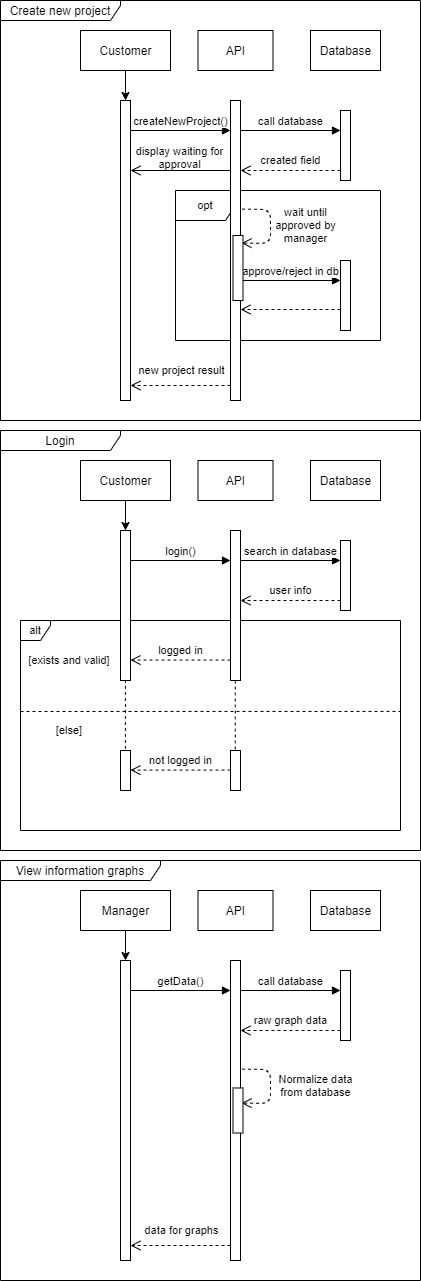 Create new project
Customer
API
Database
createNewProject()
call database
display waiting for
approval
created field
opt
wait until
approved by
manager
approve/reject in db
new project result
Login
Customer
API
Database
login()
search in database
user info
alt
logged in
[exists and valid]
[else]
not logged in
View information graphs
Manager
API
Database
getData()
call database
raw graph data
Normalize data
from database
data for graphs